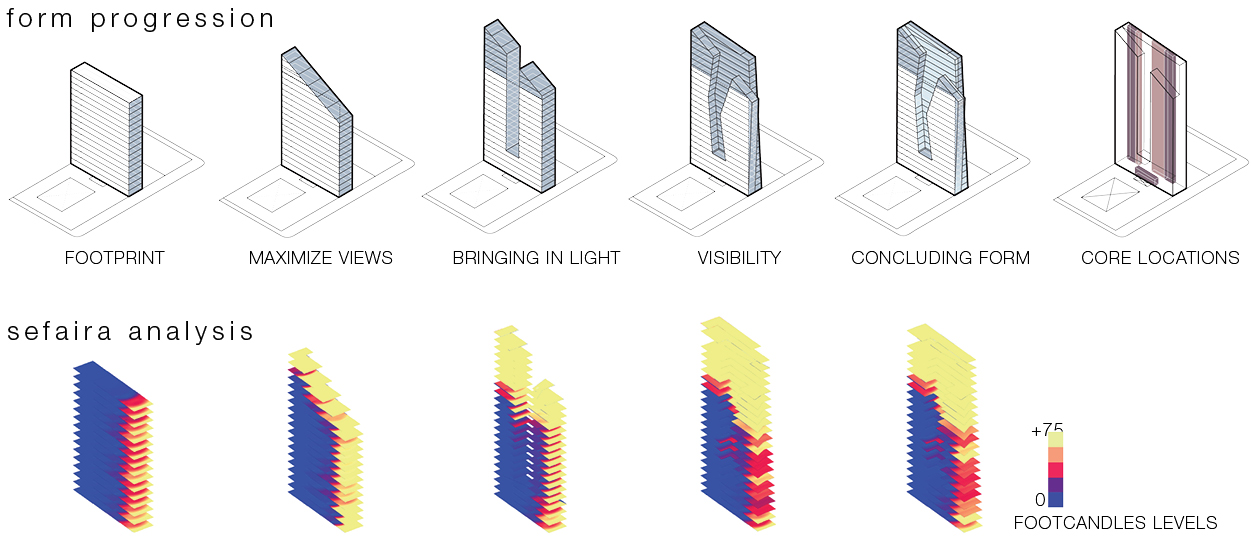 form progression
FOOTPRINT
MAXIMIZE VIEWS
BRINGING IN LIGHT
VISIBILITY
CONCLUDING FORM
CORE LOCATIONS
sefaira analysis
+75
0
FOOTCANDLES LEVELS